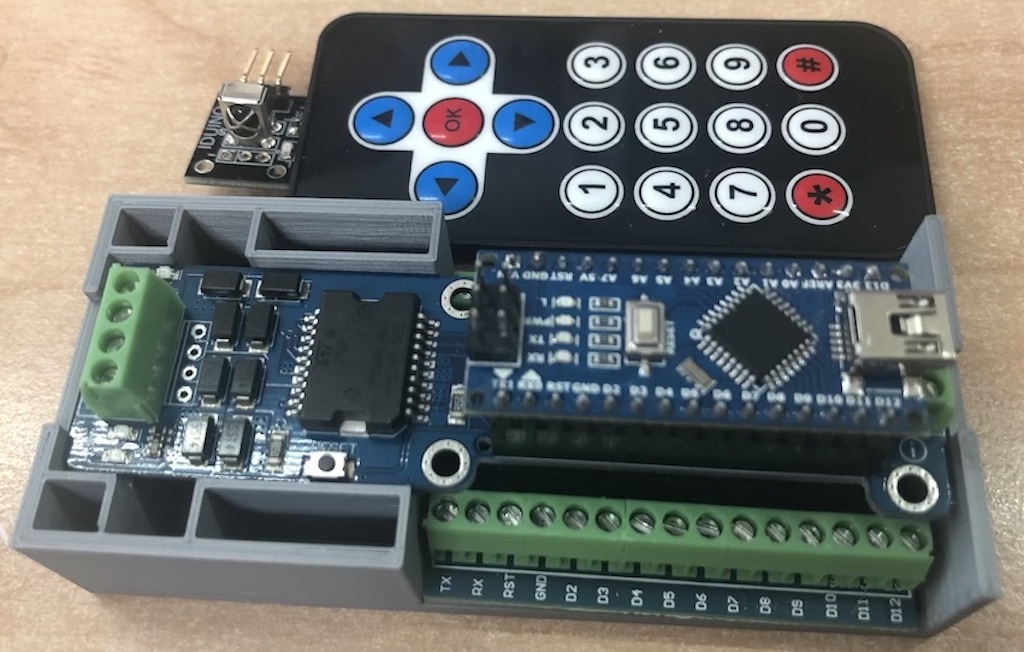 IDUINO
OK
3 6 9 #
2 5 8 0
1 4 7 *
VIN GND RST 5V A7 A6 A5 A4 A3 A2 A1 A0 AREF 3V3 D13
L
PWR
TX
RX
TX1 RX0 RST GND D2 D3 D4 D5 D6 D7 D8 D9 D10 D11 D12
TX RX RST GND D2 D3 D4 D5 D6 D7 D8 D9 D10 D11 D12